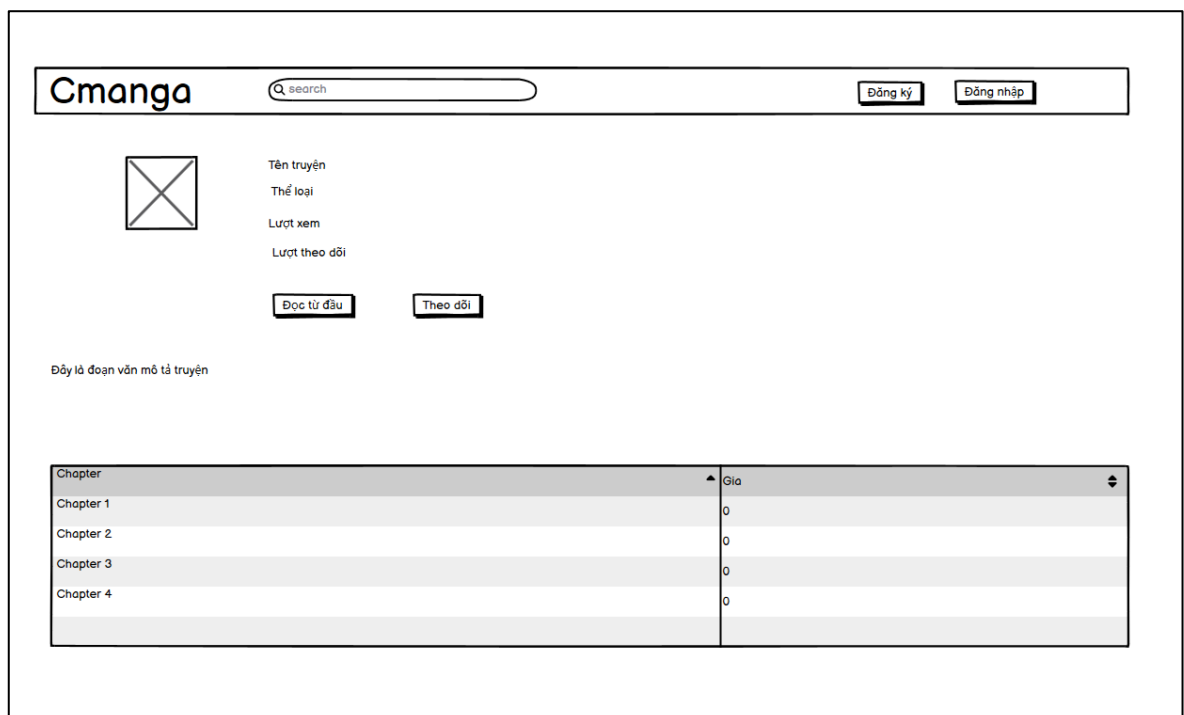 Cmanga
search
Đăng ký
Đăng nhập
Tên truyện
Thể loại
Lượt xem
Lượt theo dõi
Đọc từ đầu
Theo dõi
Đây là đoạn văn mô tả truyện
Chapter Gia
Chapter 1 0
Chapter 2 0
Chapter 3 0
Chapter 4 0